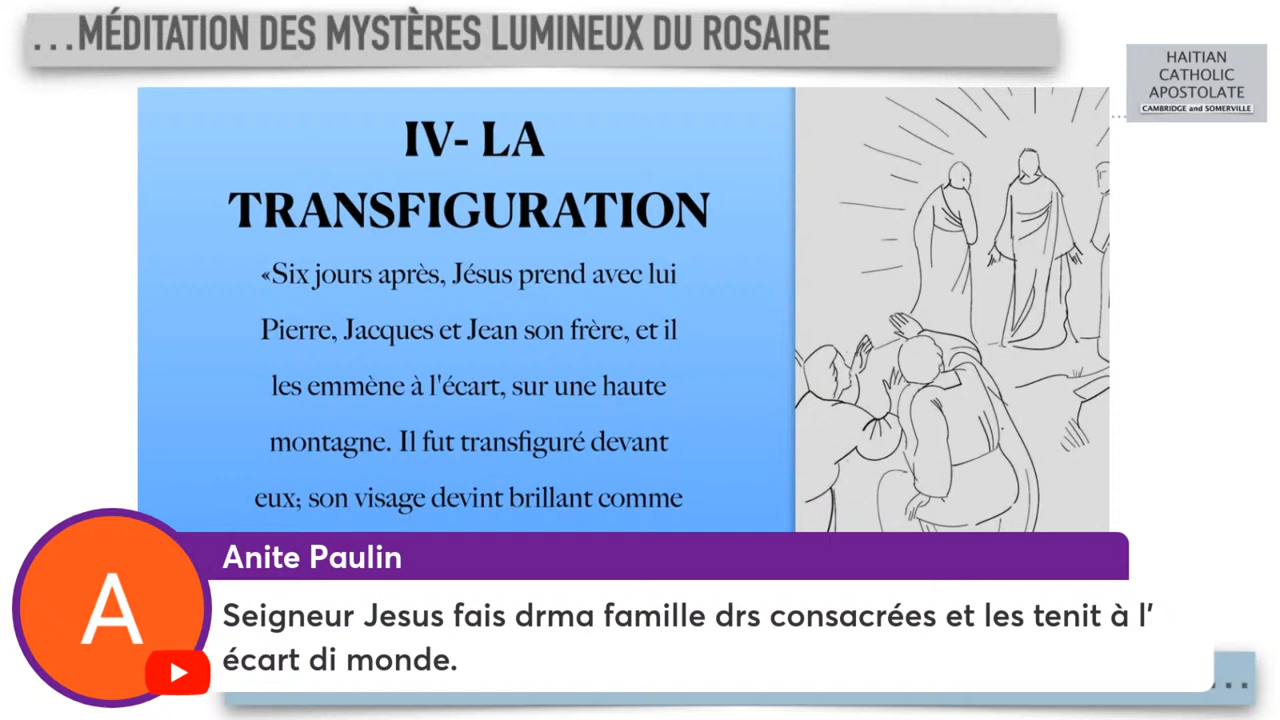 ...MÉDITATION DES MYSTÈRES LUMINEUX DU ROSAIRE
HAITIAN
CATHOLIC
APOSTOLATE
CAMBRIDGE and SOMERVILLE
IV- LA
TRANSFIGURATION
«Six jours après, Jésus prend avec lui
Pierre, Jacques et Jean son frère, et il
les emmène à l'écart, sur une haute
montagne. Il fut transfiguré devant
eux; son visage devint brillant comme
A
Anite Paulin
Seigneur Jesus fais drma famille drs consacrées et les tenit à l'
écart di monde.